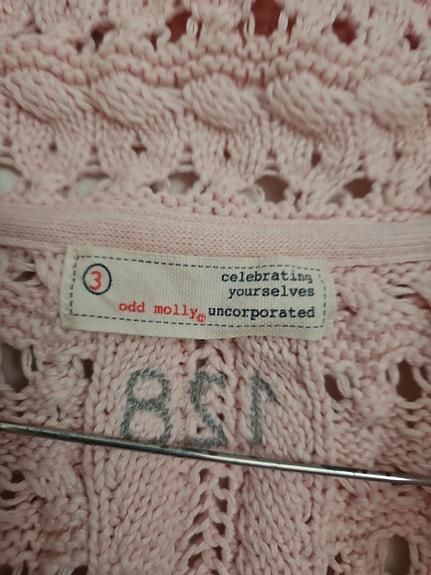 3 celebrating
yourselves
odd molly© uncorporated
128